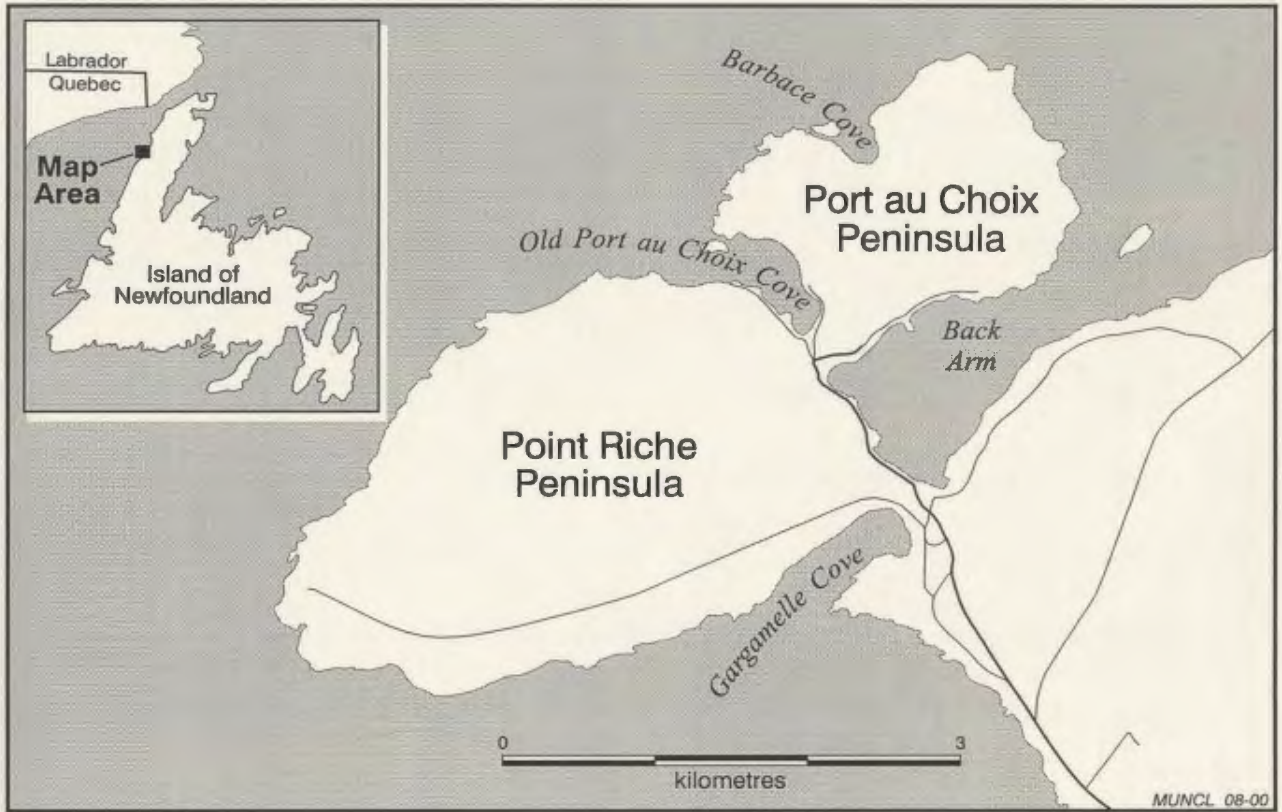 Labrador
Quebec
Map
Area
Island of
Newfoundland
Barbace Cove
Port au Choix
Peninsula
Old Port au Choix Cove
Back
Arm
Point Riche
Peninsula
Gargamelle Cove
0
3
kilometres
MUNCL 08-00